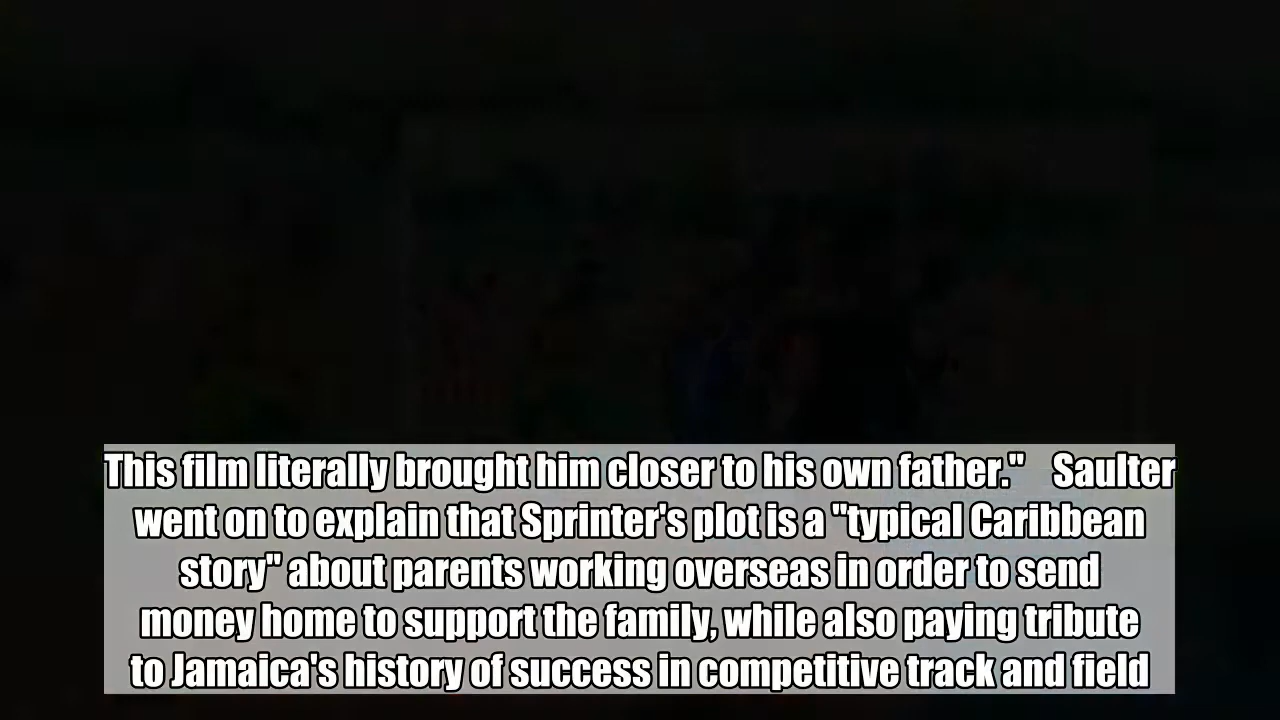 This film literally brought him closer to his own father."    Saulter
went on to explain that Sprinter's plot is a "typical Caribbean
story" about parents working overseas in order to send
money home to support the family, while also paying tribute
to Jamaica's history of success in competitive track and field